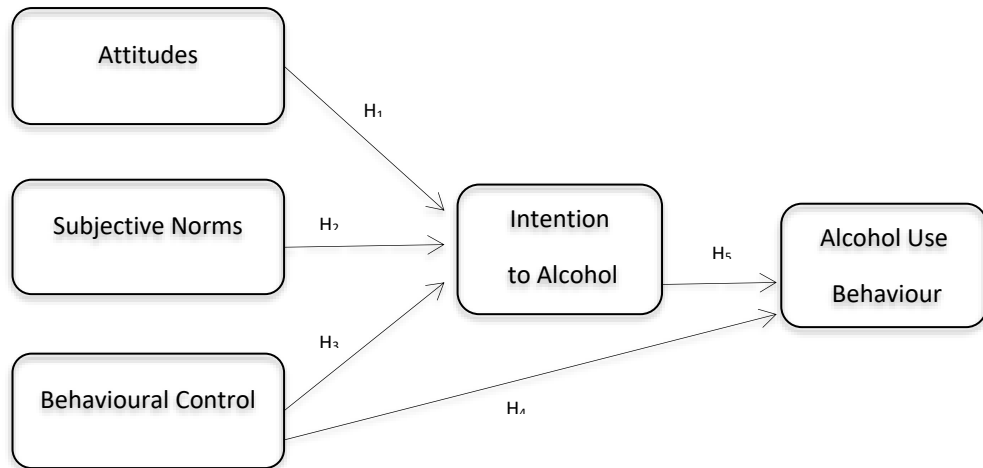 Attitudes
H₁
Subjective Norms
H₂
Intention
to Alcohol
H₅
Alcohol Use
Behaviour
H₃
Behavioural Control
H₄